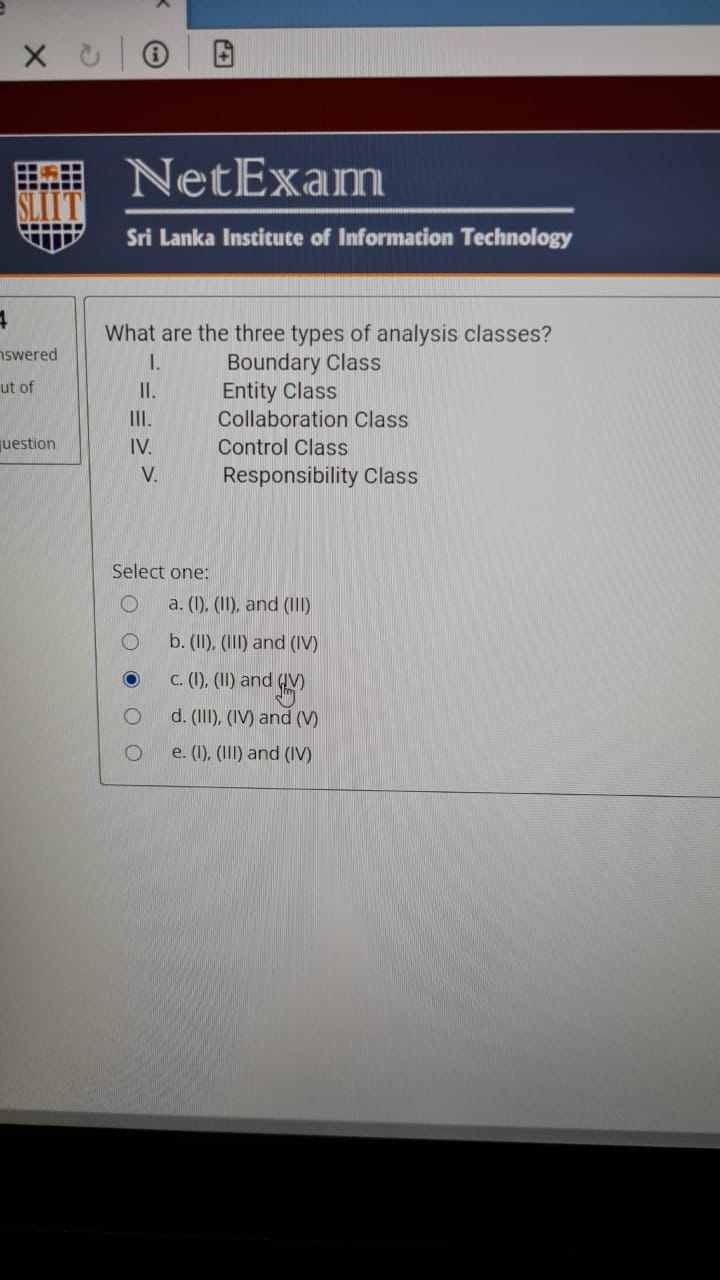 SLIIT
NetExam
Sri Lanka Institute of Information Technology
4
nswered
ut of
question
What are the three types of analysis classes?
I. Boundary Class
II. Entity Class
III. Collaboration Class
IV. Control Class
V. Responsibility Class
Select one:
a. (I), (II), and (III)
b. (II), (III) and (IV)
c. (I), (II) and (IV)
d. (III), (IV) and (V)
e. (I), (III) and (IV)